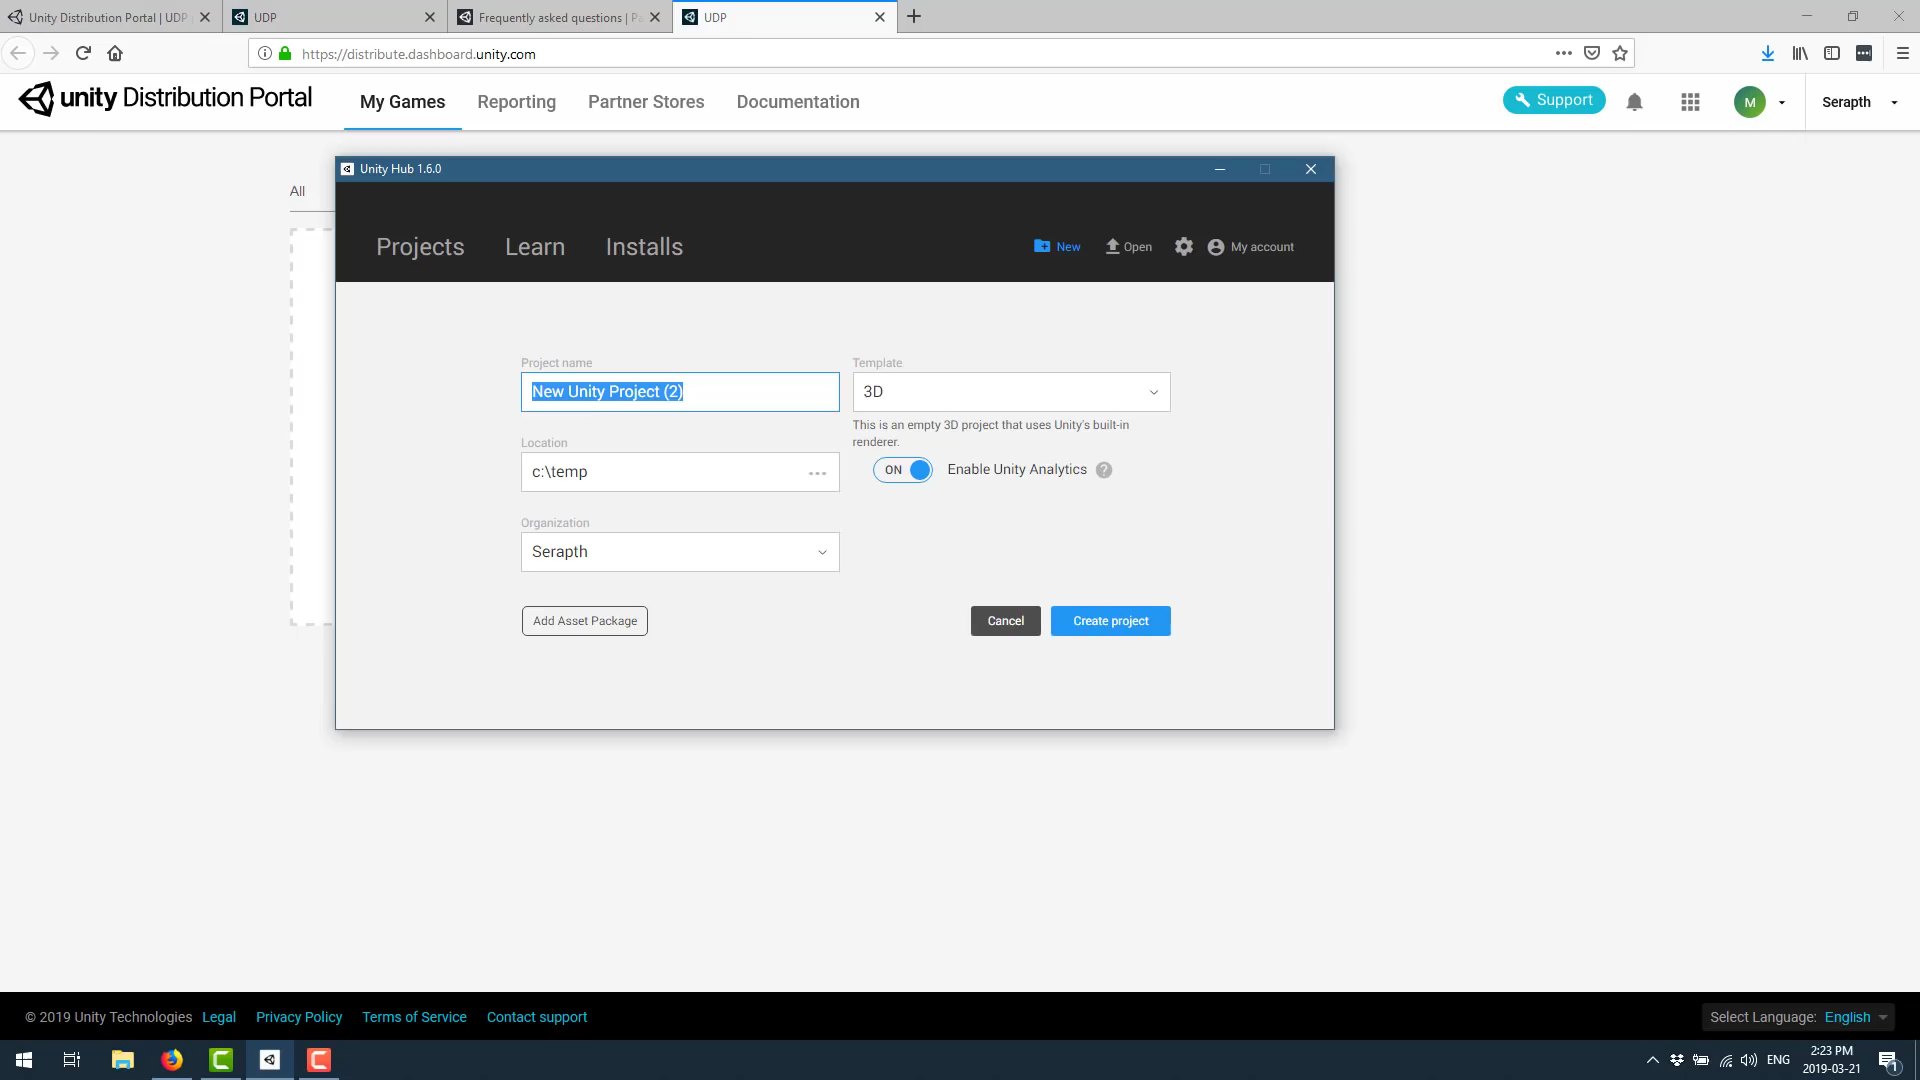 Unity Distribution Portal | UDP
UDP
Frequently asked questions | Pa
UDP
https://distribute.dashboard.unity.com
unity Distribution Portal
My Games
Reporting
Partner Stores
Documentation
Support
M
Serapth
All
Unity Hub 1.6.0
Projects
Learn
Installs
New
Open
My account
Project name
New Unity Project (2)
Template
3D
This is an empty 3D project that uses Unity's built-in
renderer.
Location
c:\temp
ON
Enable Unity Analytics
?
Organization
Serapth
Add Asset Package
Cancel
Create project
© 2019 Unity Technologies
Legal
Privacy Policy
Terms of Service
Contact support
Select Language: English
ENG
2:23 PM
2019-03-21
1